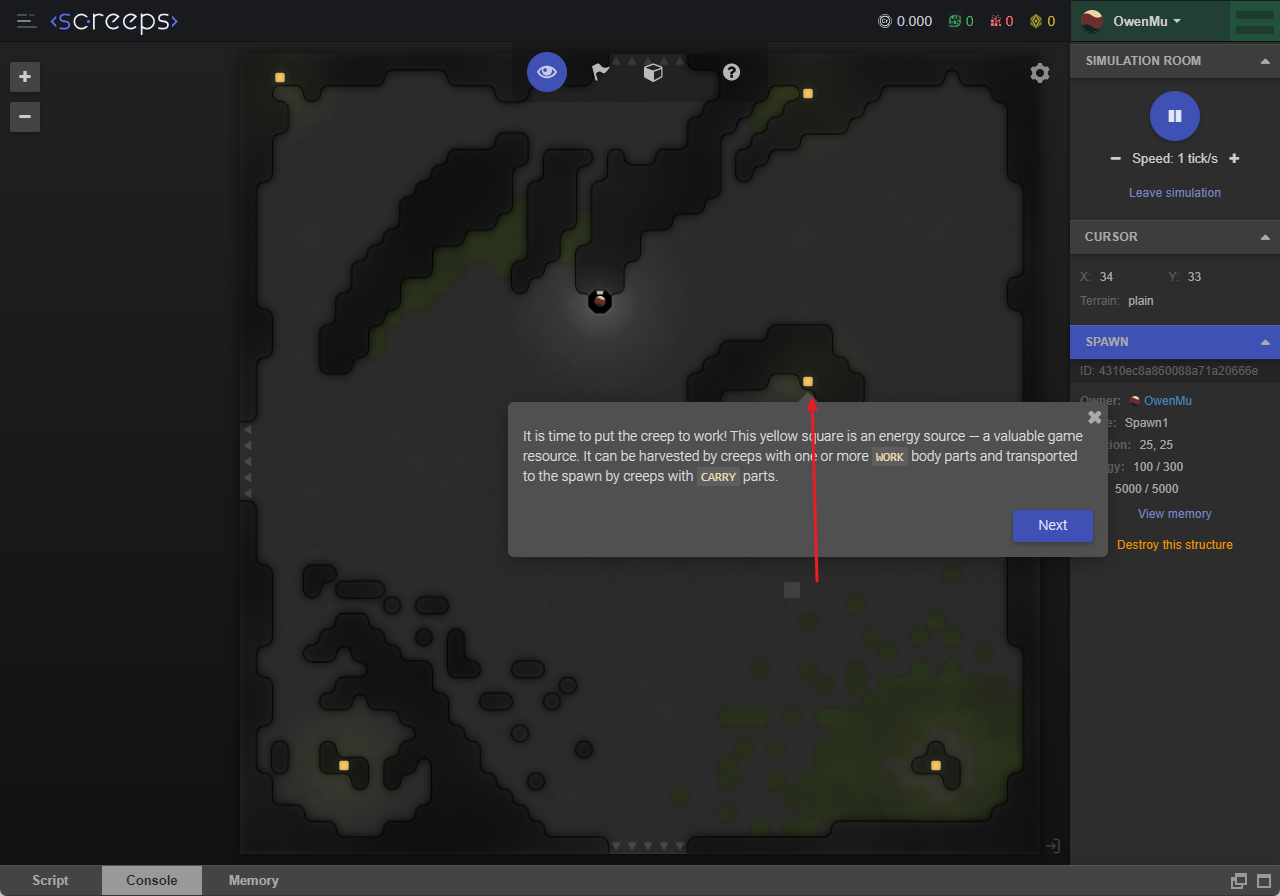 screeps
0.000
0
0
0
OwenMu
SIMULATION ROOM
Speed: 1 tick/s
Leave simulation
CURSOR
X: 34 Y: 33
Terrain: plain
SPAWN
ID: 4310ec8a860088a71a20666e
Owner: OwenMu
e: Spawn1
ion: 25, 25
gy: 100 / 300
5000 / 5000
View memory
Destroy this structure
It is time to put the creep to work! This yellow square is an energy source — a valuable game
resource. It can be harvested by creeps with one or more WORK body parts and transported
to the spawn by creeps with CARRY parts.
Next
Script Console Memory